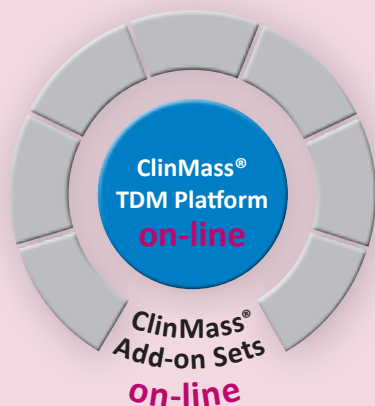 ClinMass®
TDM Platform
on-line
ClinMass®
Add-on Sets
on-line